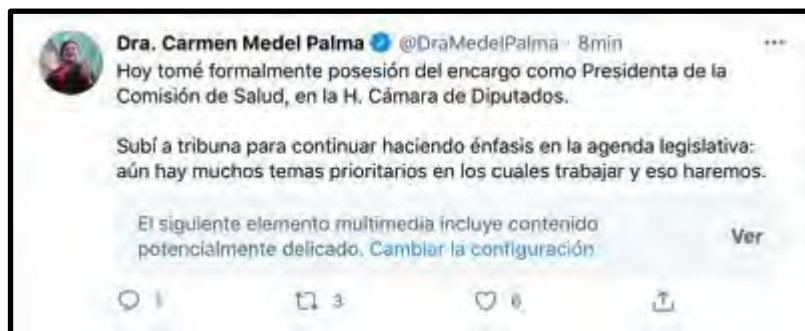 Dra. Carmen Medel Palma @DraMedelPalma · 8min
Hoy tomé formalmente posesión del encargo como Presidenta de la
Comisión de Salud, en la H. Cámara de Diputados.
Subí a tribuna para continuar haciendo énfasis en la agenda legislativa:
aún hay muchos temas prioritarios en los cuales trabajar y eso haremos.
El siguiente elemento multimedia incluye contenido
potencialmente delicado. Cambiar la configuración
Ver
1 3 6